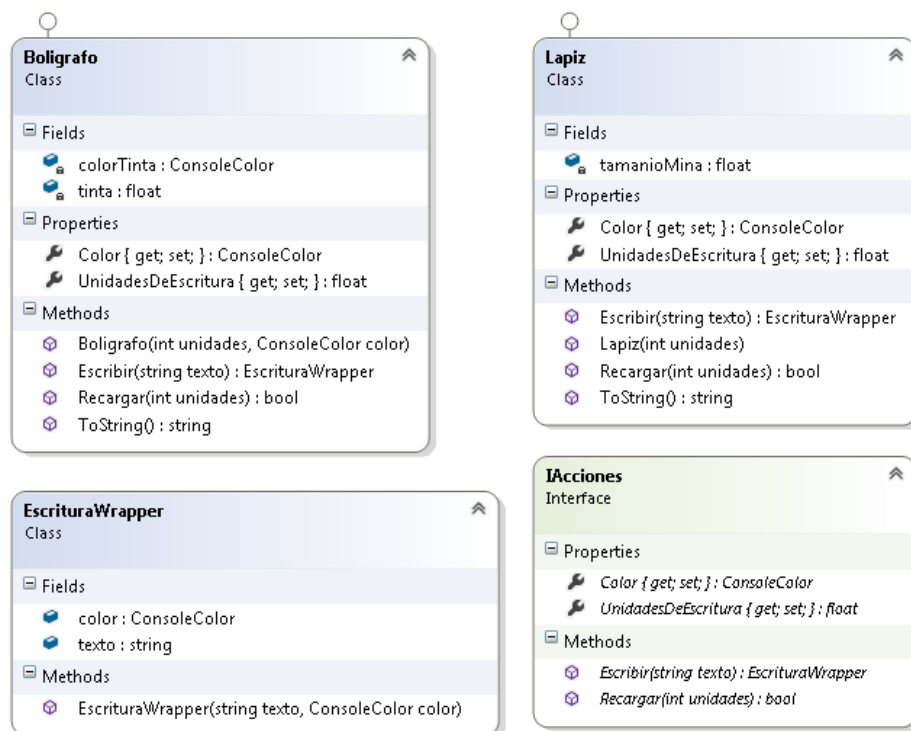 Boligrafo
Class
Fields
colorTinta : ConsoleColor
tinta : float
Properties
Color { get; set; } : ConsoleColor
UnidadesDeEscritura { get; set; } : float
Methods
Boligrafo(int unidades, ConsoleColor color)
Escribir(string texto) : EscrituraWrapper
Recargar(int unidades) : bool
ToString() : string
Lapiz
Class
Fields
tamanioMina : float
Properties
Color { get; set; } : ConsoleColor
UnidadesDeEscritura { get; set; } : float
Methods
Escribir(string texto) : EscrituraWrapper
Lapiz(int unidades)
Recargar(int unidades) : bool
ToString() : string
EscrituraWrapper
Class
Fields
color : ConsoleColor
texto : string
Methods
EscrituraWrapper(string texto, ConsoleColor color)
IAcciones
Interface
Properties
Color { get; set; } : ConsoleColor
UnidadesDeEscritura { get; set; } : float
Methods
Escribir(string texto) : EscrituraWrapper
Recargar(int unidades) : bool